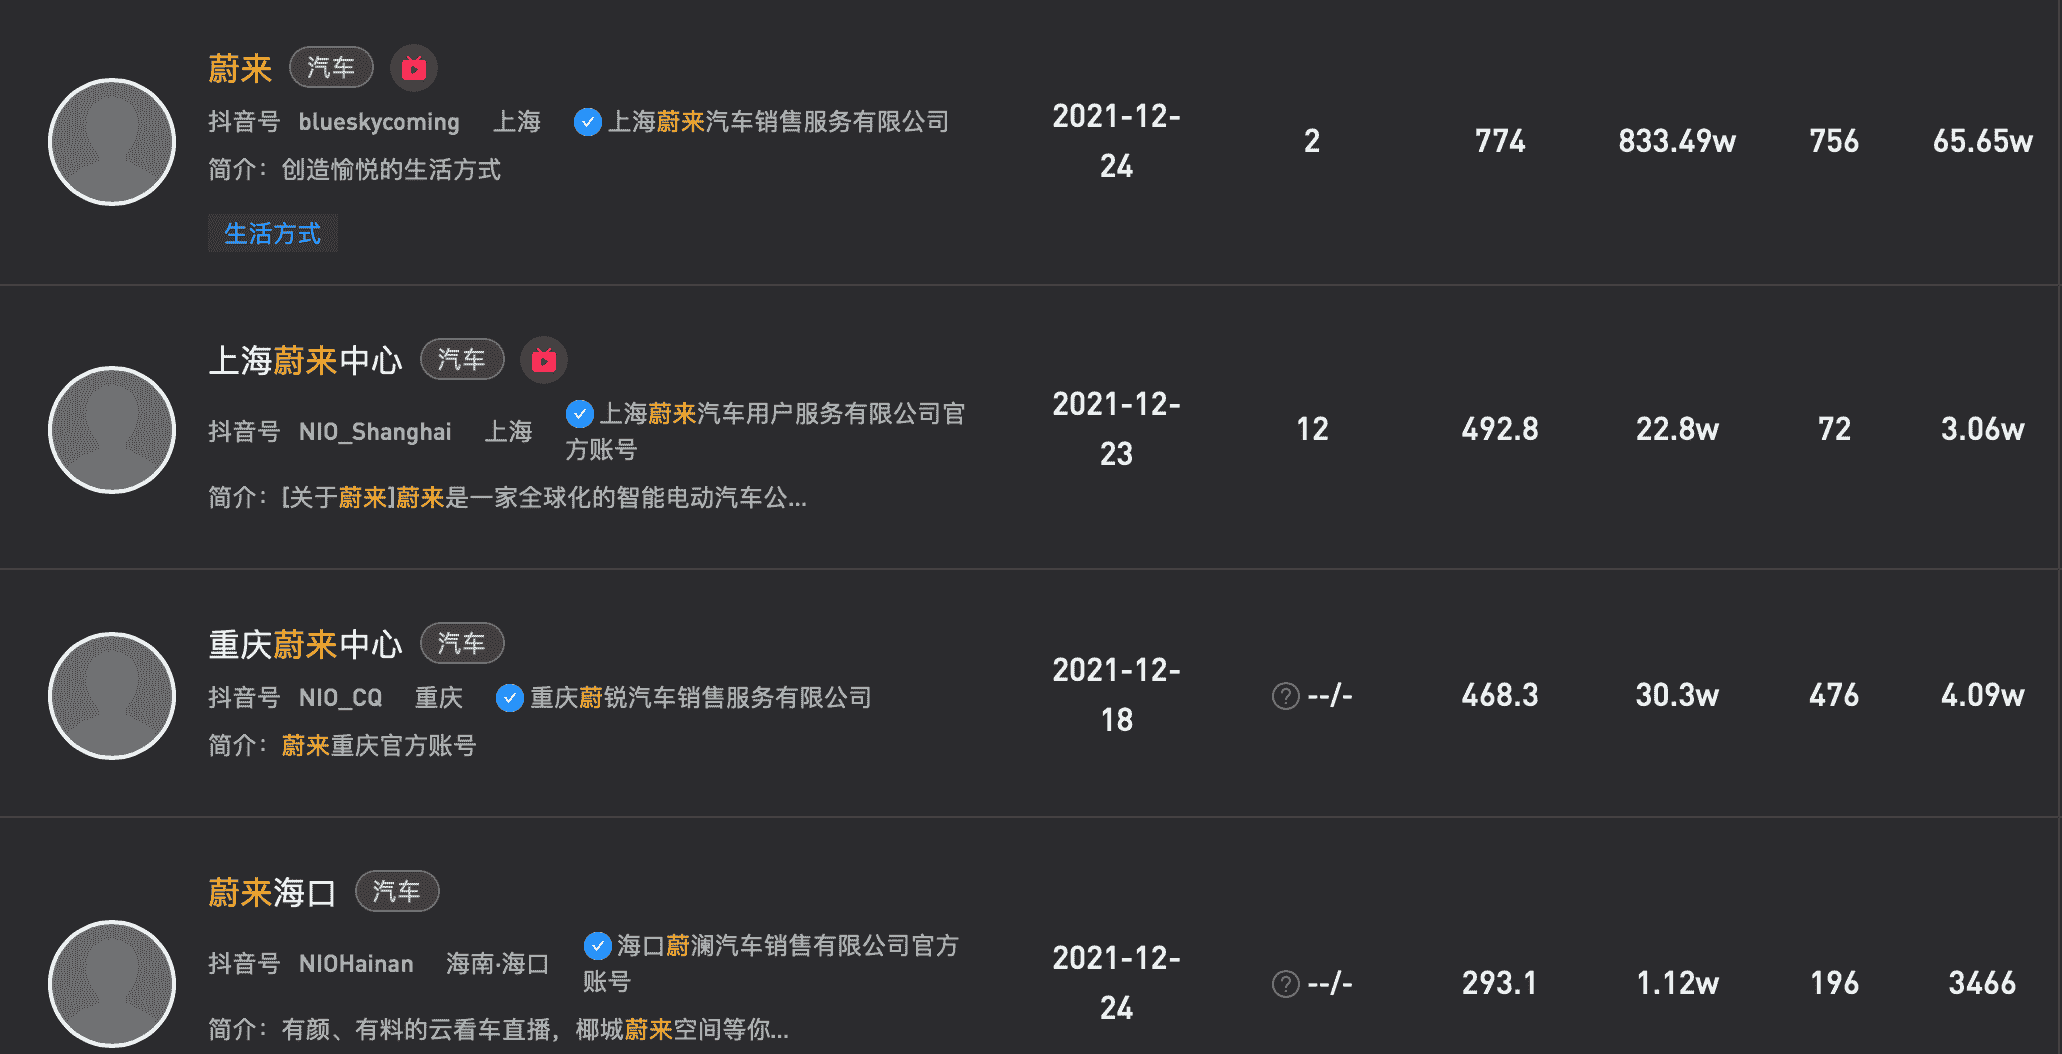 蔚来 汽车
抖音号 blueskycoming 上海 上海蔚来汽车销售服务有限公司
简介：创造愉悦的生活方式
生活方式
2021-12-
24
2
774
833.49w
756
65.65w
上海蔚来中心 汽车
抖音号 NIO_Shanghai 上海 上海蔚来汽车用户服务有限公司官
方账号
简介：[关于蔚来]蔚来是一家全球化的智能电动汽车公...
2021-12-
23
12
492.8
22.8w
72
3.06w
重庆蔚来中心 汽车
抖音号 NIO_CQ 重庆 重庆蔚锐汽车销售服务有限公司
简介：蔚来重庆官方账号
2021-12-
18
? --/-
468.3
30.3w
476
4.09w
蔚来海口 汽车
抖音号 NIOHainan 海南·海口 海口蔚澜汽车销售有限公司官方
账号
简介：有颜、有料的云看车直播，椰城蔚来空间等你...
2021-12-
24
? --/-
293.1
1.12w
196
3466